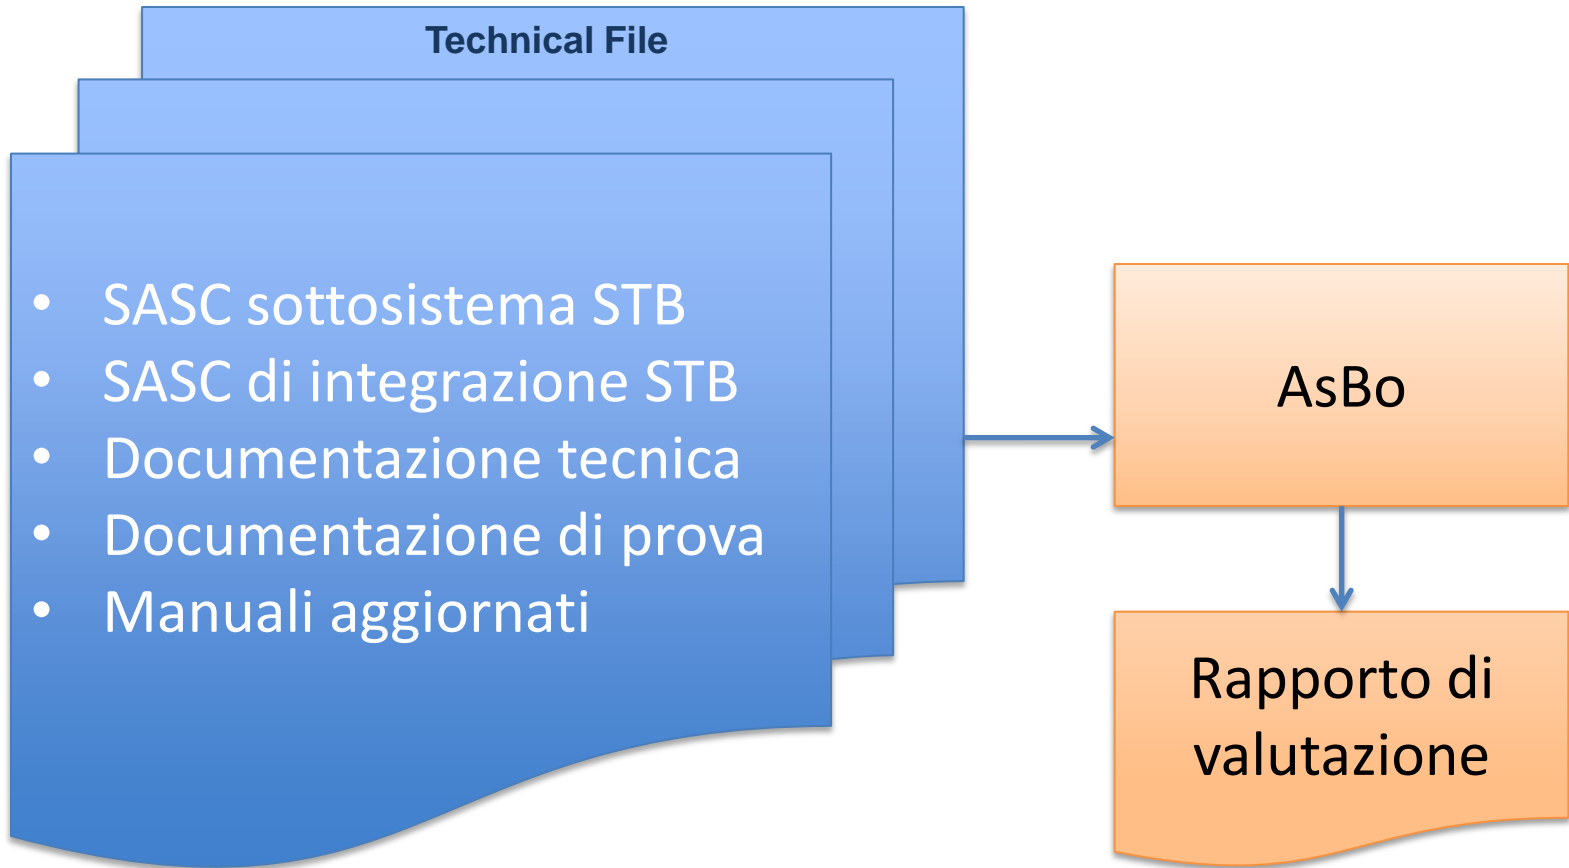 Technical File
• SASC sottosistema STB
• SASC di integrazione STB
• Documentazione tecnica
• Documentazione di prova
• Manuali aggiornati
AsBo
Rapporto di
valutazione